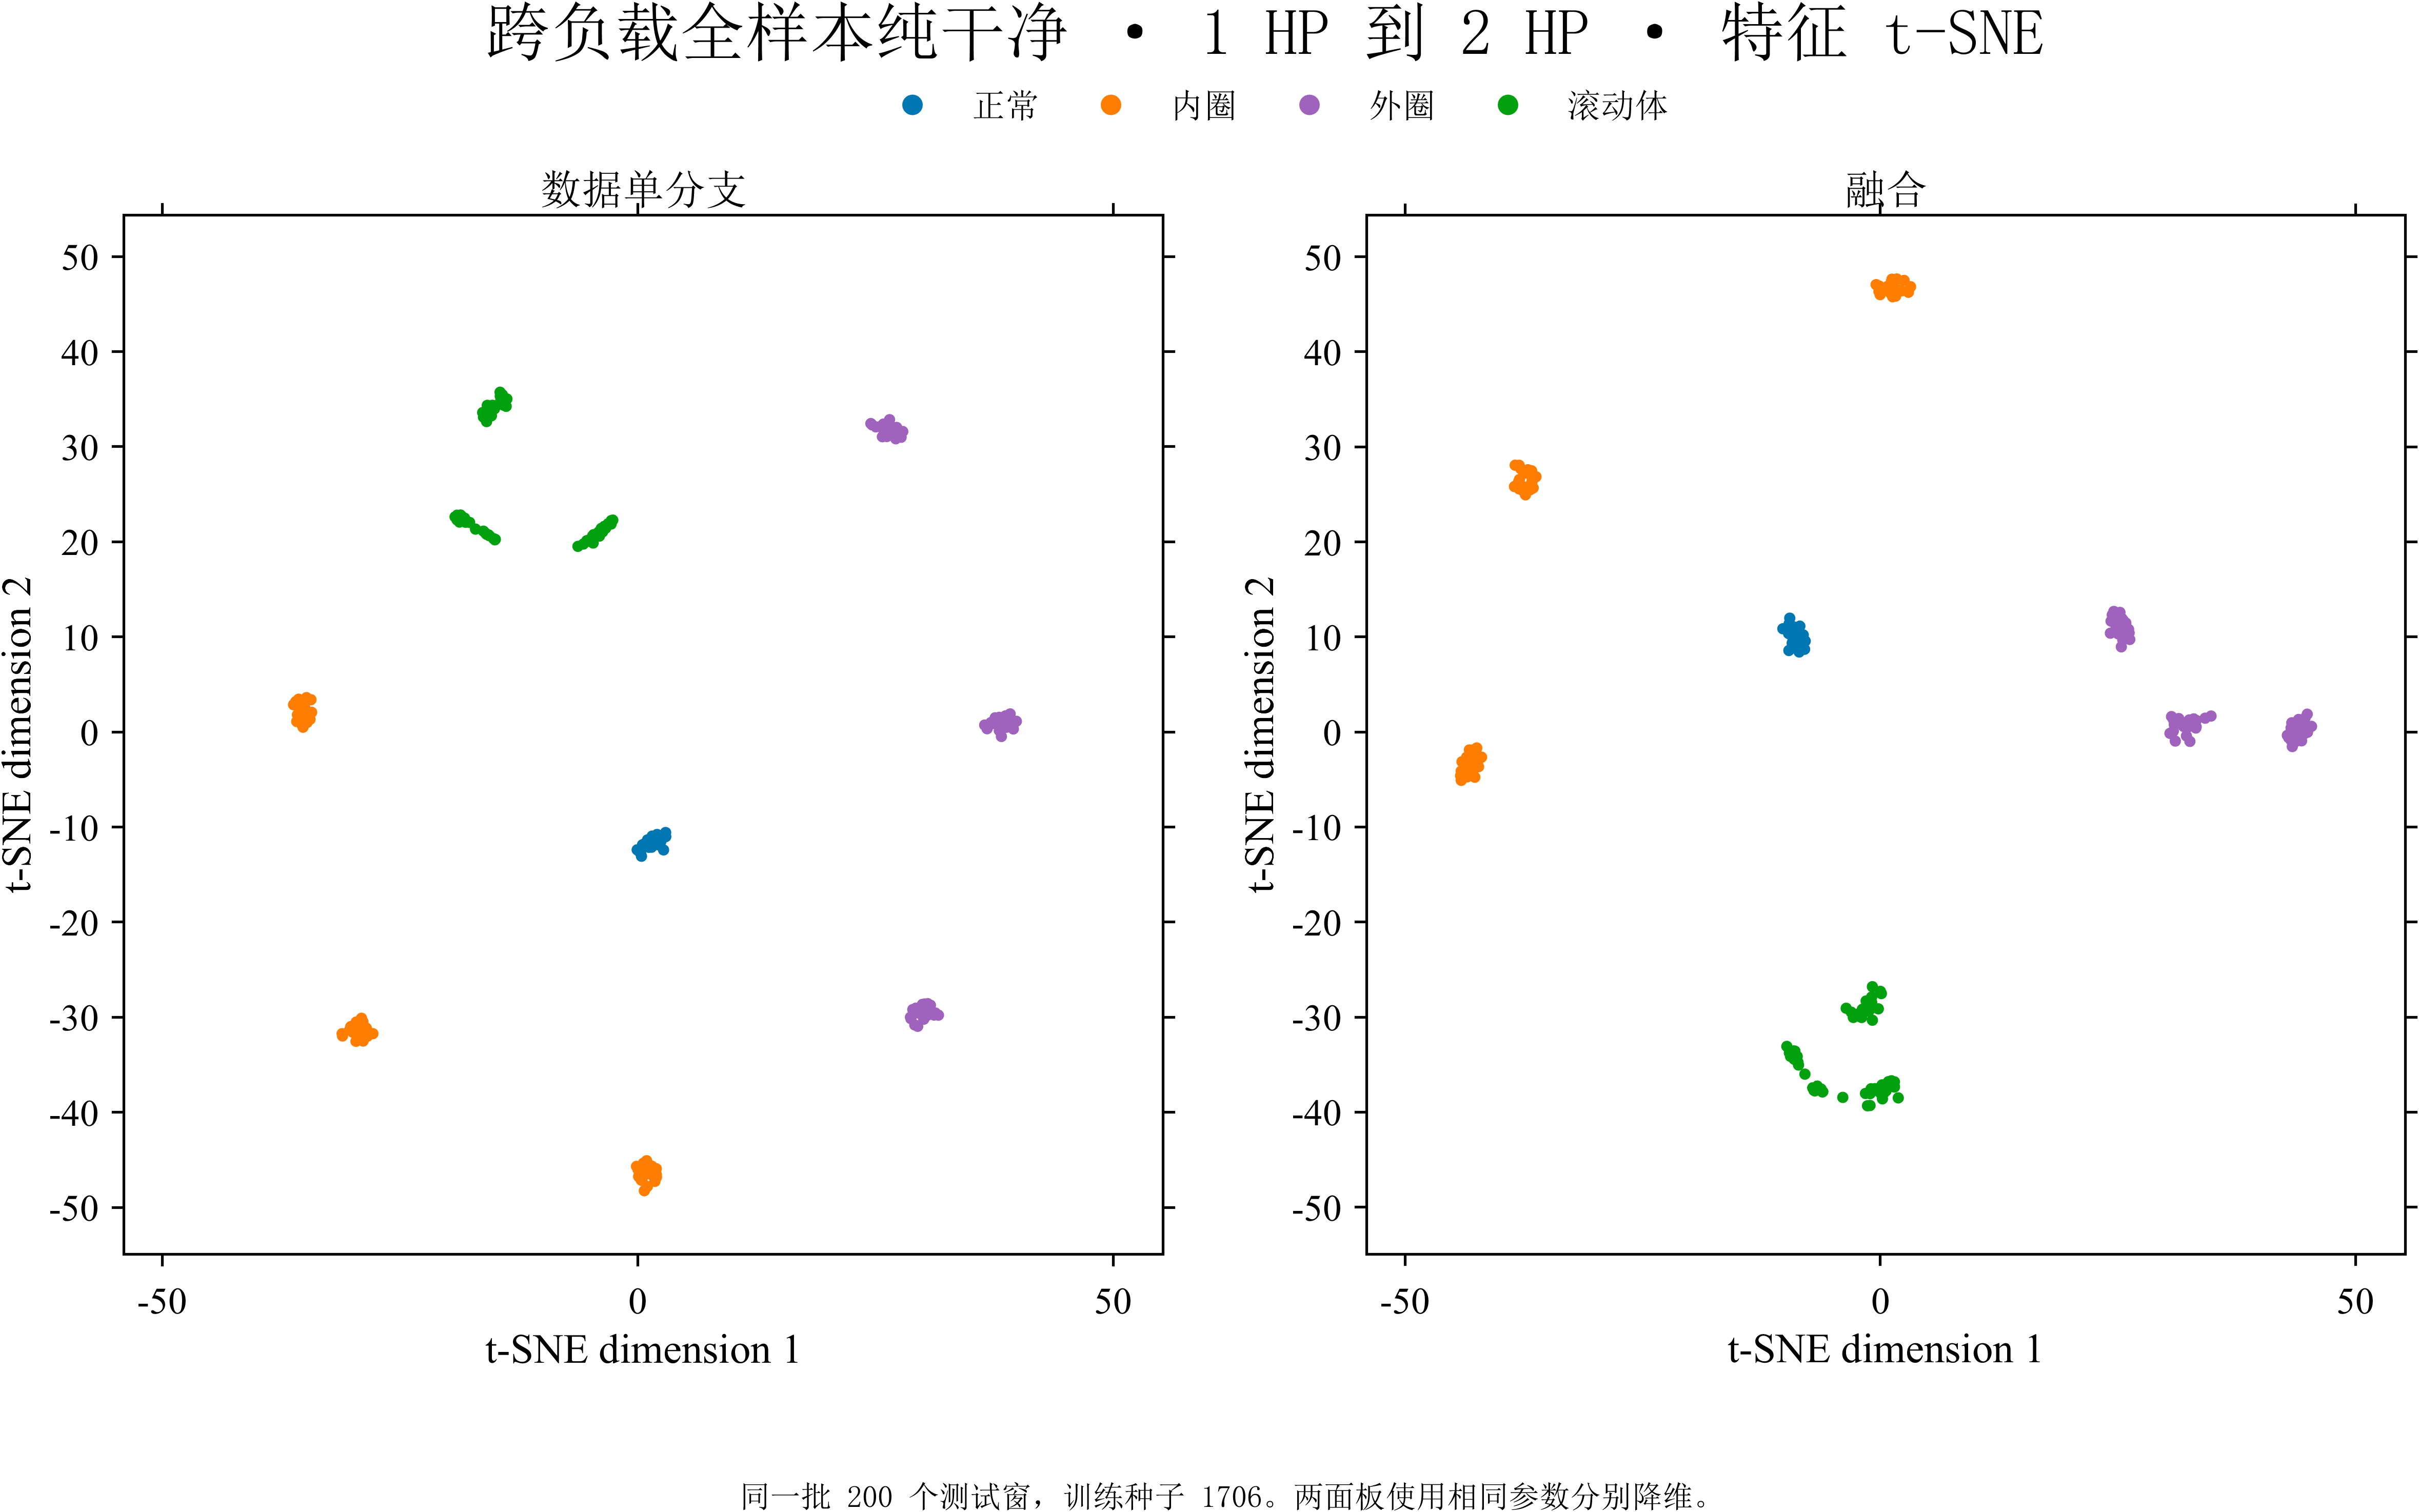 跨负载全样本纯干净 · 1 HP 到 2 HP · 特征 t-SNE
正常 内圈 外圈 滚动体
数据单分支
50
40
30
20
10
0
-10
-20
-30
-40
-50
t-SNE dimension 2
-50 0 50
t-SNE dimension 1
融合
50
40
30
20
10
0
-10
-20
-30
-40
-50
t-SNE dimension 2
-50 0 50
t-SNE dimension 1
同一批 200 个测试窗，训练种子 1706。两面板使用相同参数分别降维。